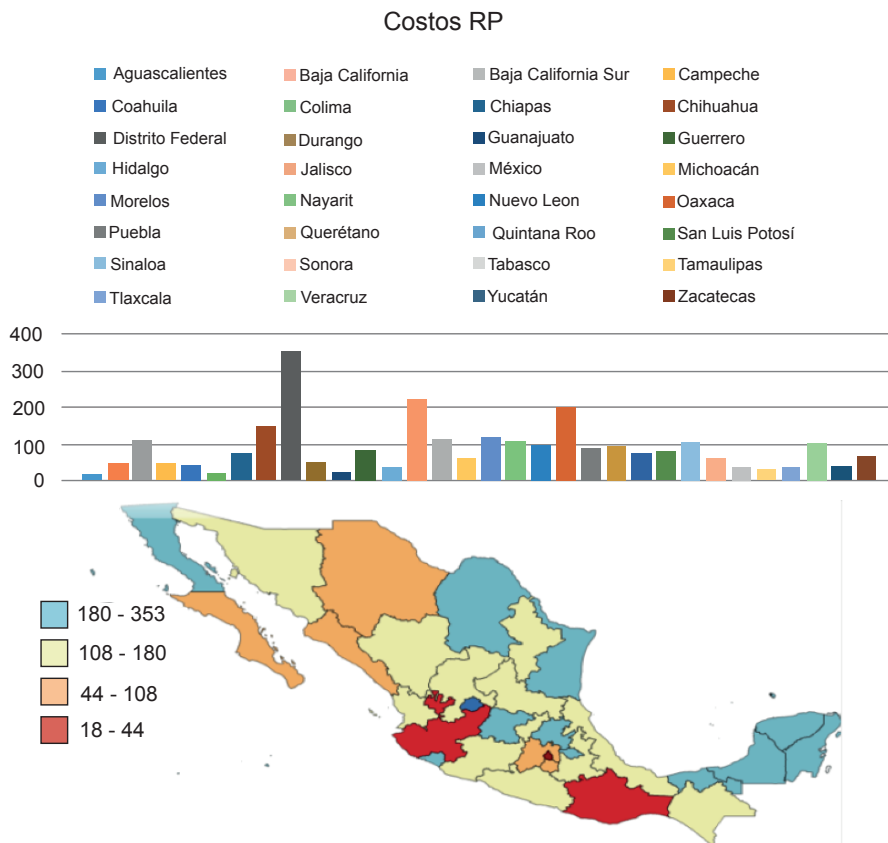 Costos RP
Aguascalientes Baja California Baja California Sur Campeche
Coahuila Colima Chiapas Chihuahua
Distrito Federal Durango Guanajuato Guerrero
Hidalgo Jalisco México Michoacán
Morelos Nayarit Nuevo Leon Oaxaca
Puebla Querétano Quintana Roo San Luis Potosí
Sinaloa Sonora Tabasco Tamaulipas
Tlaxcala Veracruz Yucatán Zacatecas
400
300
200
100
0
180 - 353
108 - 180
44 - 108
18 - 44